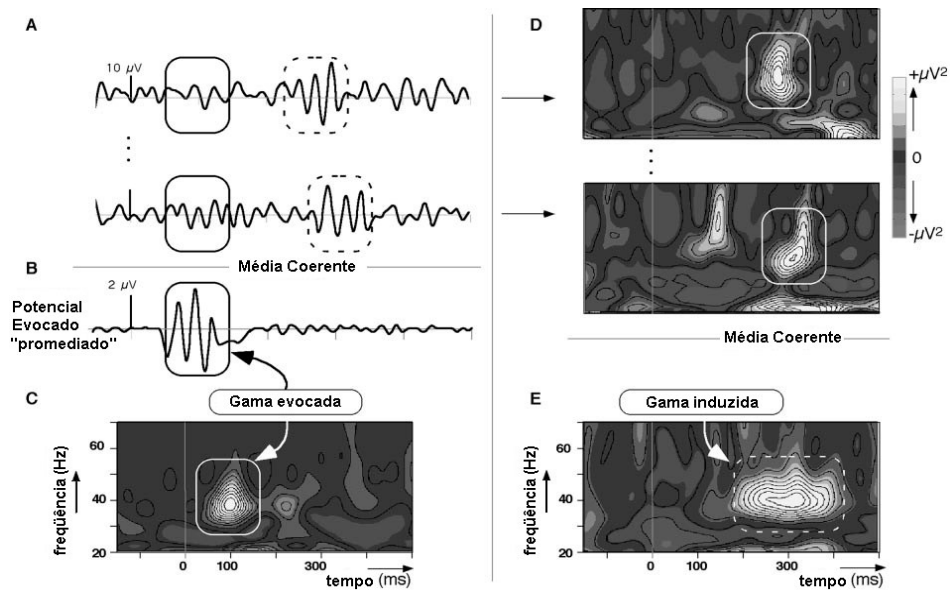 A
10 µV
Média Coerente
B
2 µV
Potencial
Evocado
"promediado"
Gama evocada
C
freqüência (Hz)
60
40
20
0
100
300
tempo (ms)
D
+µV²
0
-µV²
Média Coerente
Gama induzida
E
freqüência (Hz)
60
40
20
0
100
300
tempo (ms)